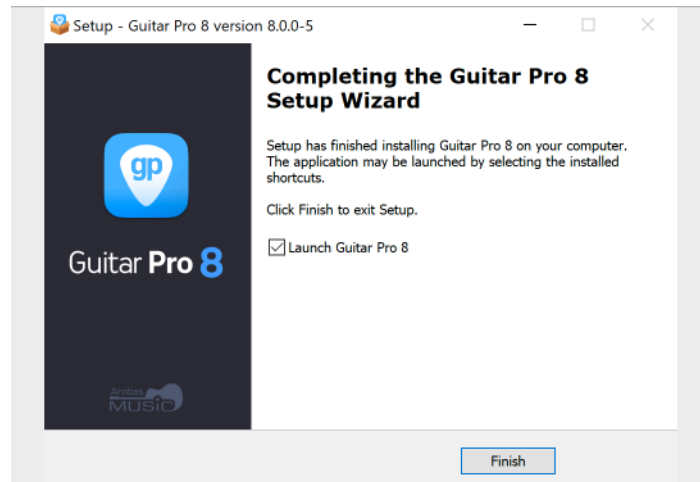 Setup - Guitar Pro 8 version 8.0.0-5
Completing the Guitar Pro 8
Setup Wizard
Setup has finished installing Guitar Pro 8 on your computer.
The application may be launched by selecting the installed
shortcuts.
Click Finish to exit Setup.
Launch Guitar Pro 8
gp
Guitar Pro 8
Arobas
MUSIC
Finish